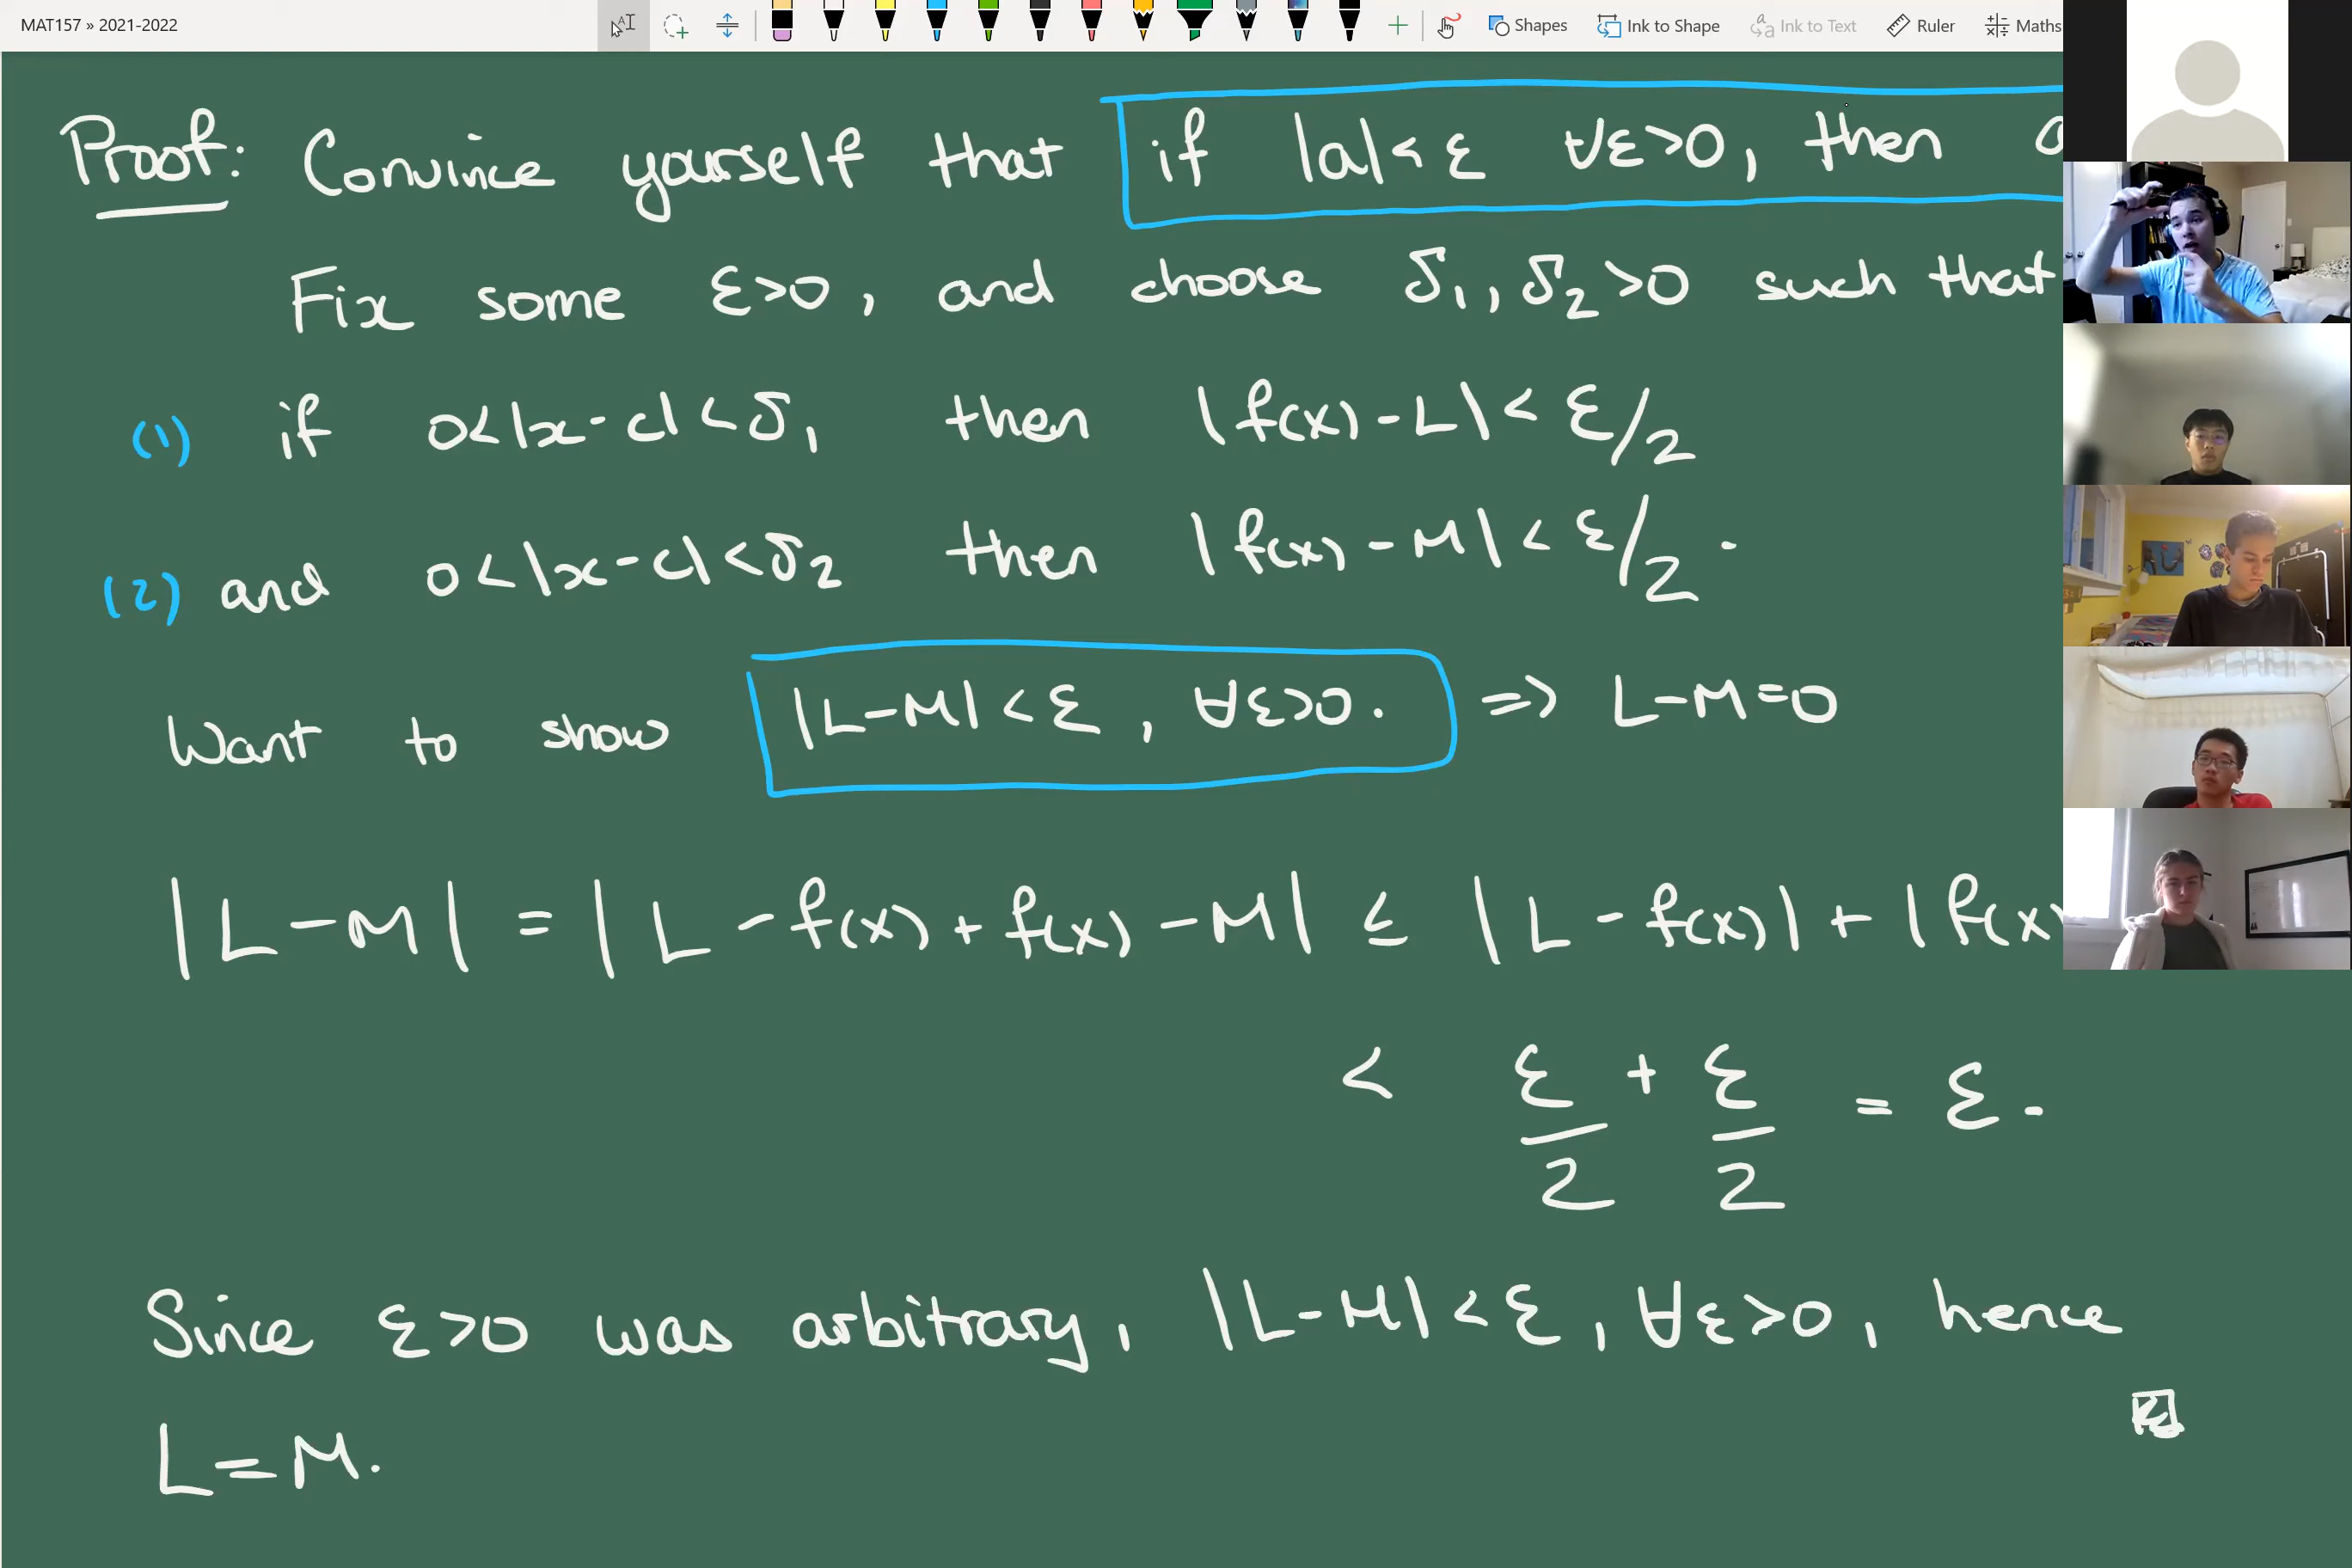 MAT157 » 2021-2022
Shapes Ink to Shape Ink to Text Ruler Maths
Proof: Convince yourself that if |a|<ε ∀ε>0, then
Fix some ε>0, and choose δ₁, δ₂>0 such that
(1) if 0<|x-c|<δ₁ then |f(x)-L|<ε/2
(2) and 0<|x-c|<δ₂ then |f(x)-M|<ε/2.
Want to show |L-M|<ε, ∀ε>0. => L-M=0
|L-M| = |L-f(x)+f(x)-M| ≤ |L-f(x)|+|f(x)
< ε/2 + ε/2 = ε.
Since ε>0 was arbitrary, |L-M|<ε, ∀ε>0, hence
L=M.